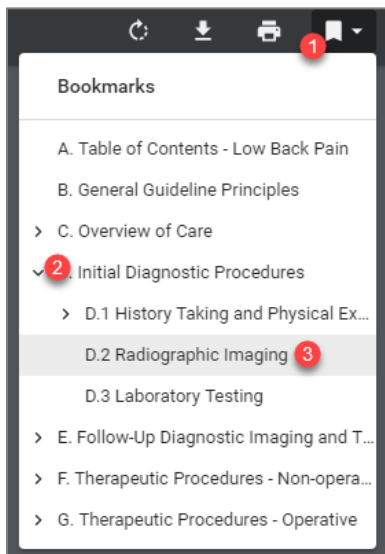 1
Bookmarks
A. Table of Contents - Low Back Pain
B. General Guideline Principles
C. Overview of Care
2 . Initial Diagnostic Procedures
D.1 History Taking and Physical Ex...
D.2 Radiographic Imaging 3
D.3 Laboratory Testing
E. Follow-Up Diagnostic Imaging and T...
F. Therapeutic Procedures - Non-opera...
G. Therapeutic Procedures - Operative